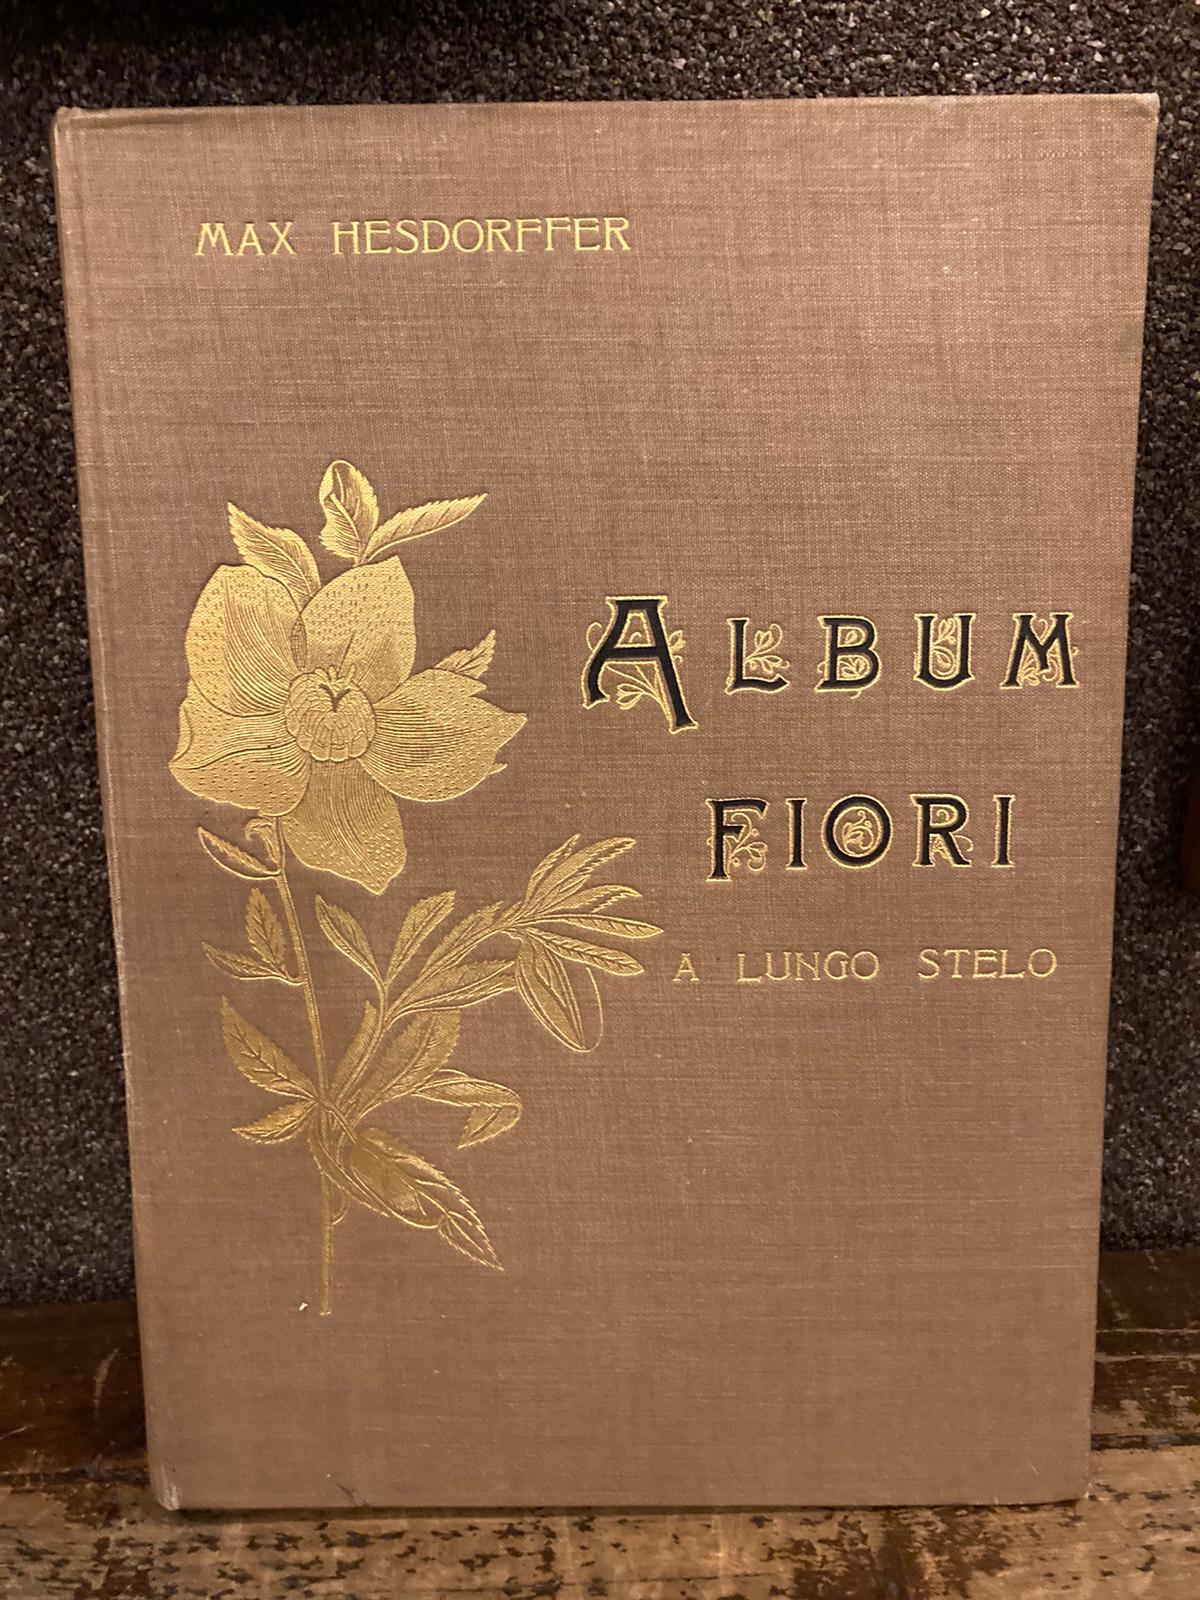 MAX HESDORFFER
ALBUM
FIORI
A LUNGO STELO